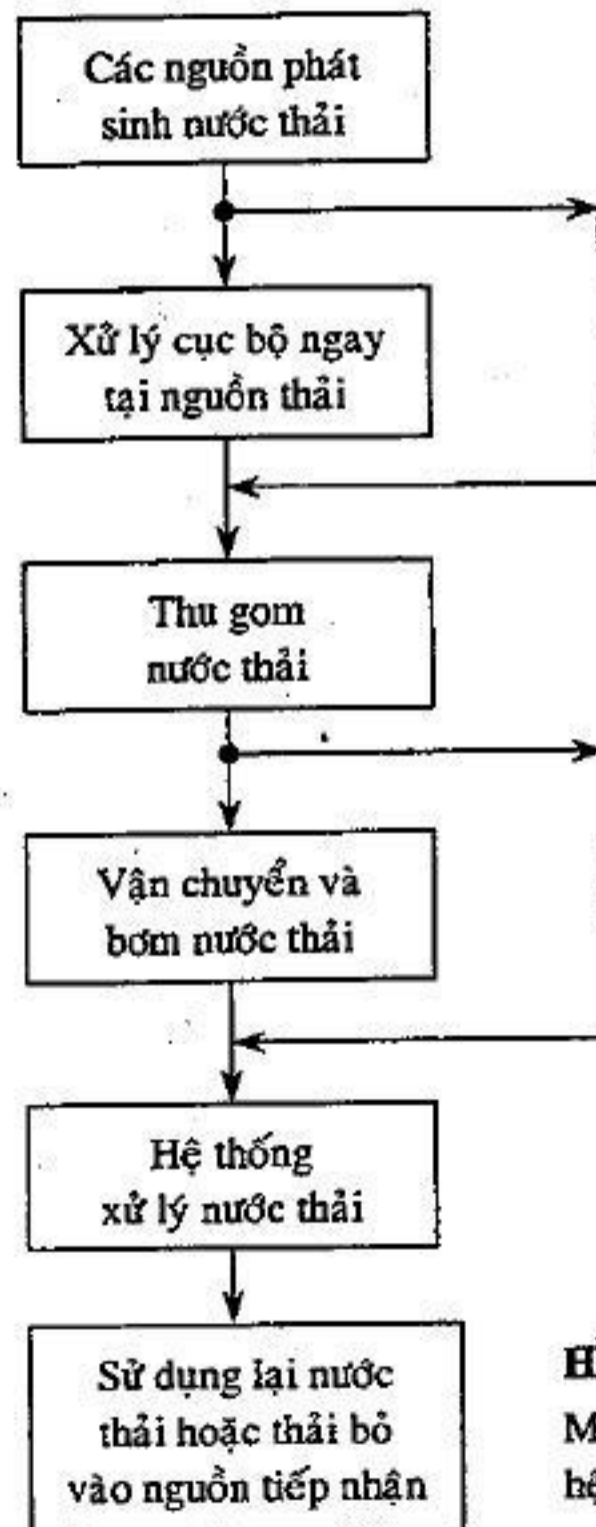 Các nguồn phát
sinh nước thải
Xử lý cục bộ ngay
tại nguồn thải
Thu gom
nước thải
Vận chuyển và
bơm nước thải
Hệ thống
xử lý nước thải
Sử dụng lại nước
thải hoặc thải bỏ
vào nguồn tiếp nhận
H
M
hệ